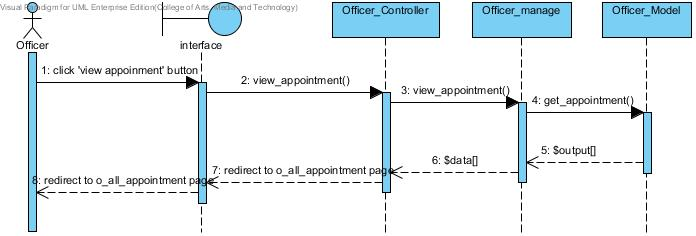 Visual Paradigm for UML Enterprise Edition(College of Arts, Media and Technology)
Officer_Controller
Officer_manage
Officer_Model
Officer
interface
1: click 'view appoinment' button
2: view_appointment()
3: view_appointment()
4: get_appointment()
5: $output[]
6: $data[]
7: redirect to o_all_appointment page
8: redirect to o_all_appointment page